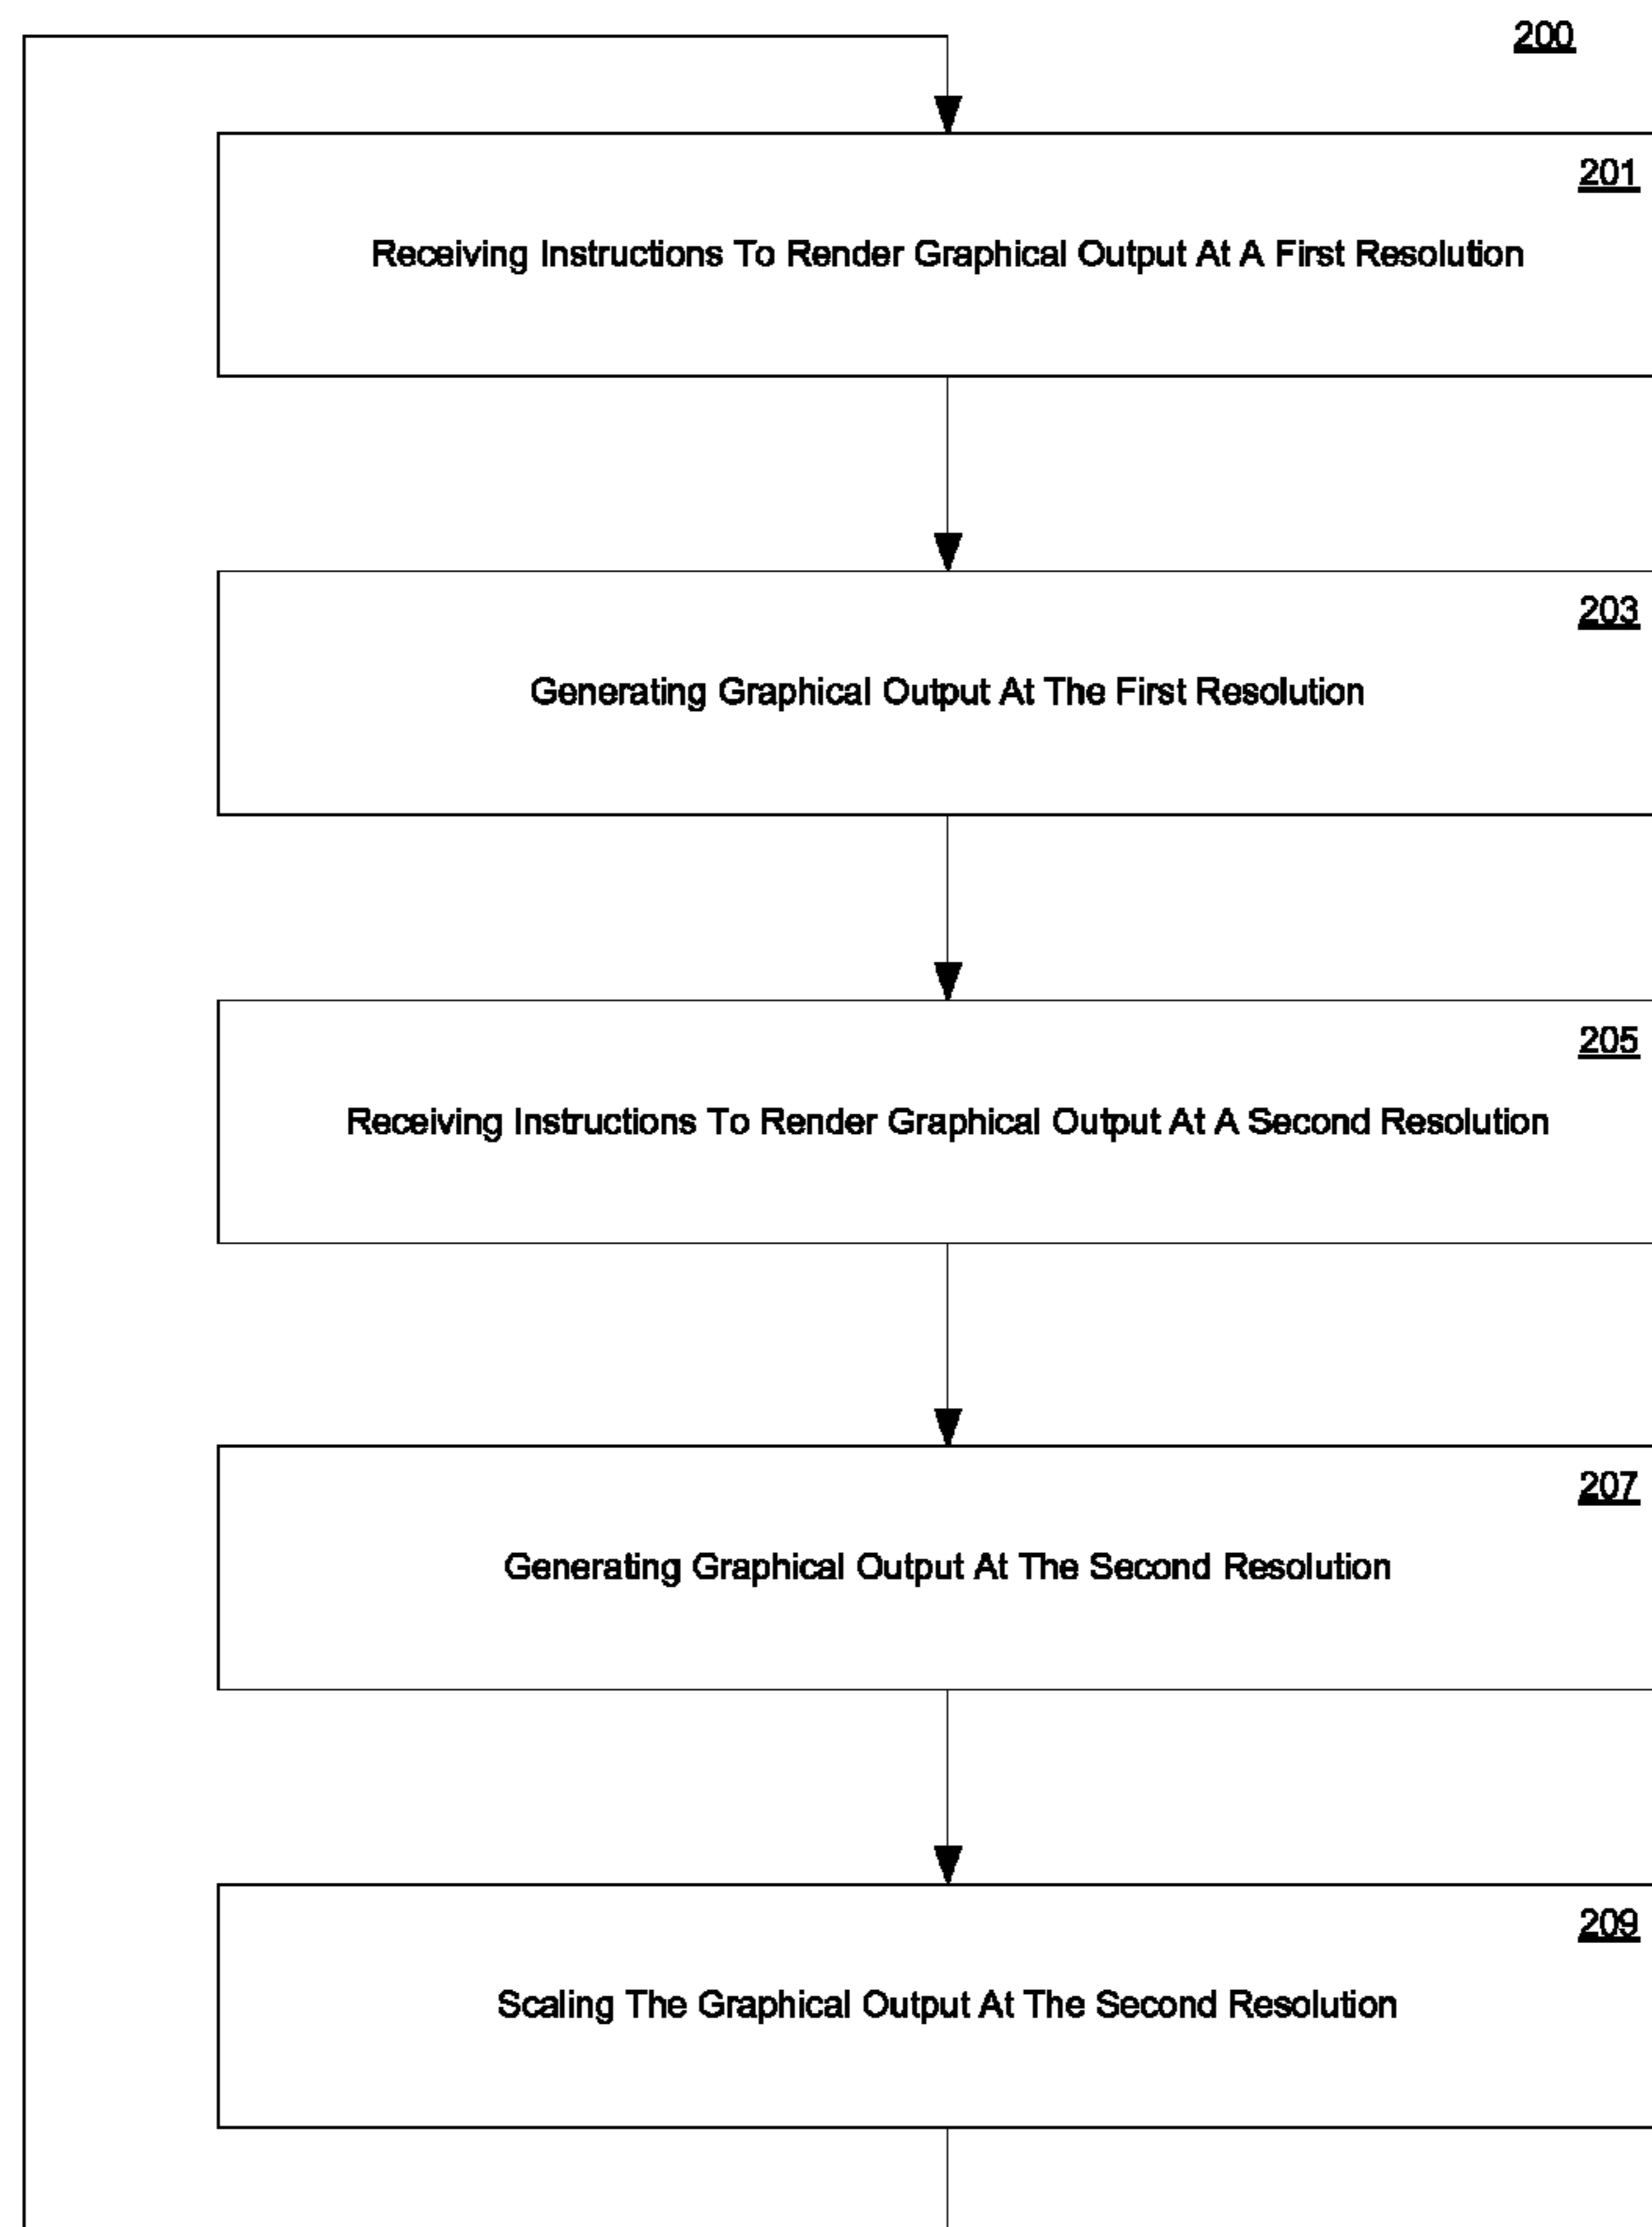 200
201
Receiving Instructions To Render Graphical Output At A First Resolution
203
Generating Graphical Output At The First Resolution
205
Receiving Instructions To Render Graphical Output At A Second Resolution
207
Generating Graphical Output At The Second Resolution
209
Scaling The Graphical Output At The Second Resolution